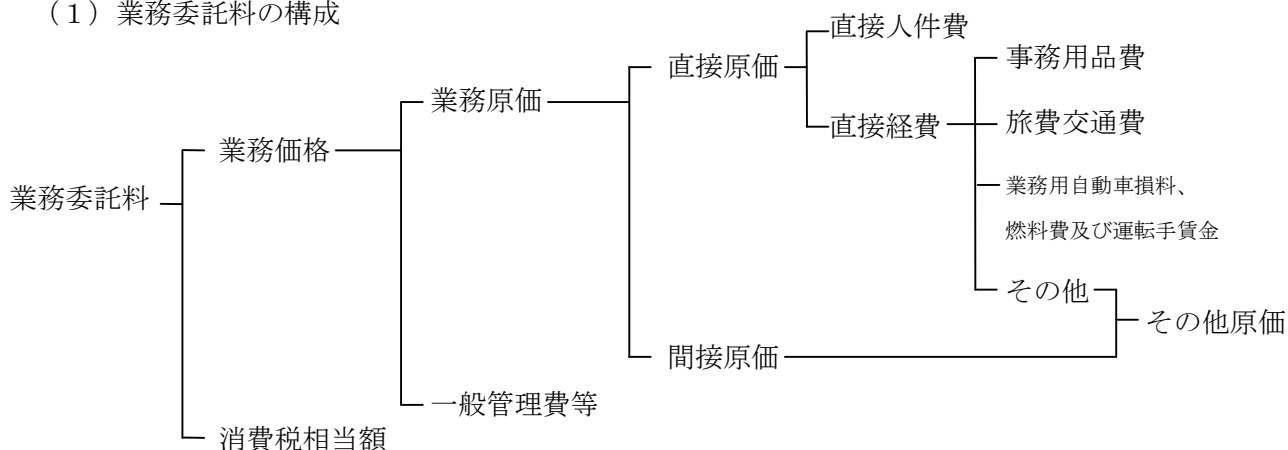 （１）業務委託料の構成
直接人件費
事務用品費
直接原価
業務原価
直接経費
旅費交通費
業務価格
業務用自動車損料、
業務委託料
燃料費及び運転手賃金
その他
その他原価
間接原価
一般管理費等
消費税相当額